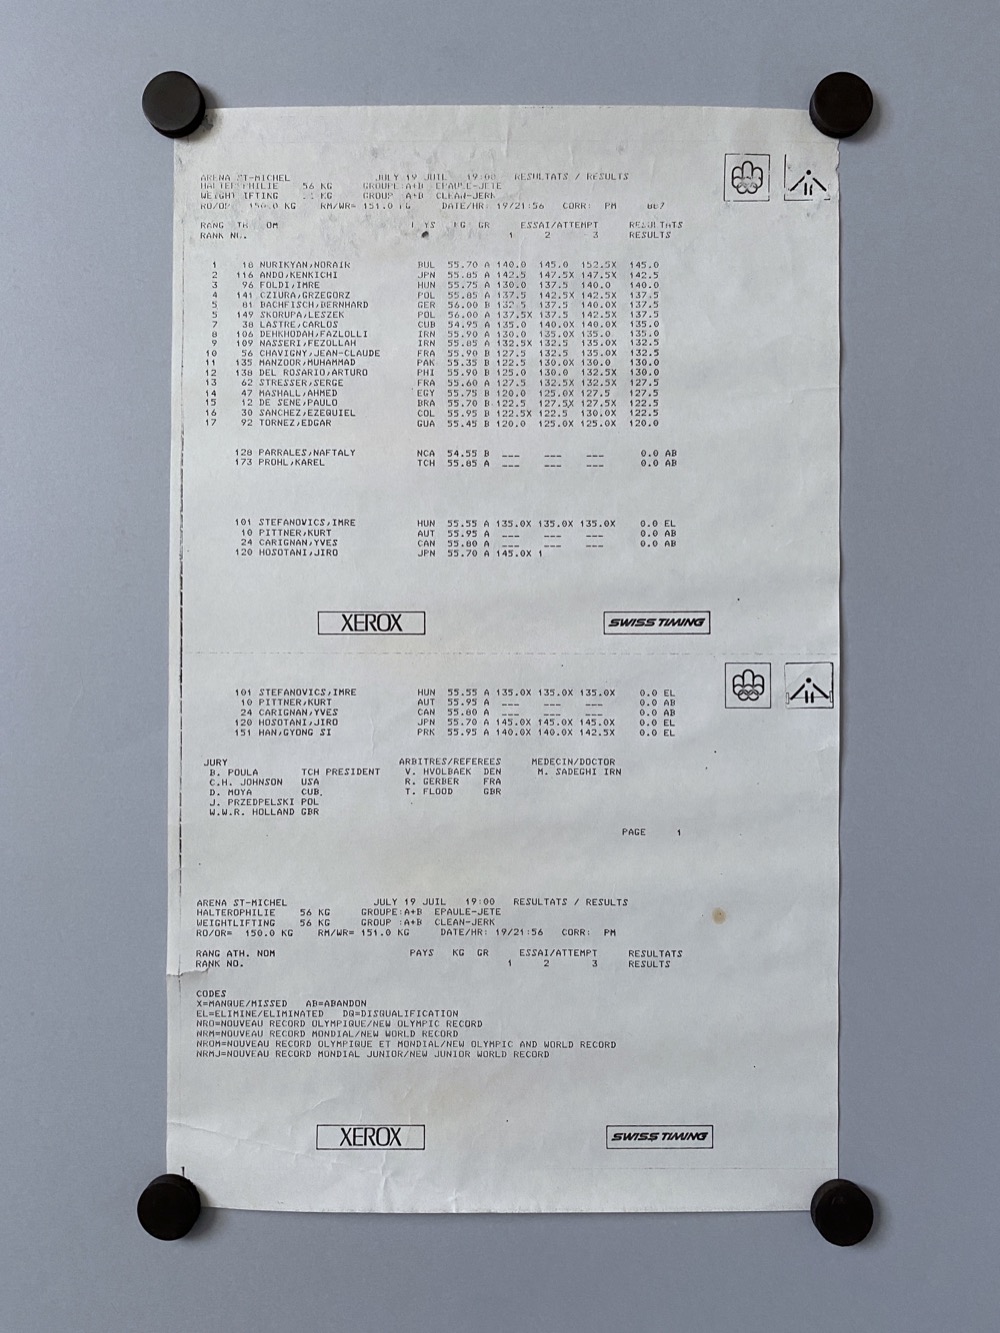 ARENA ST-MICHEL JULY 19 JUIL 19:00 RESULTATS / RESULTS
56 KG GROUPE:A+B EPAULE-JETE
KG GROUP A+B CLEAN-JERK
KG RM/WR= 151.0 KG DATE/HR: 19/21:56 CORR: PM
RANG KG GR ESSAI/ATTEMPT RESULTATS
RANK 1 2 3 RESULTS
1 18 NURIKYAN,NORAIR BUL 55.70 A 140.0 145.0 152.5X 145.0
2 116 ANDO,KENKICHI JPN 55.85 A 142.5 147.5X 147.5X 142.5
3 96 FOLDI,IMRE HUN 55.75 A 130.0 137.5 140.0 140.0
4 141 CZIURA,GRZEGORZ POL 55.85 A 137.5 142.5X 142.5X 137.5
5 81 BACHFISCH,BERNHARD GER 56.00 B 132.5 137.5 140.0X 137.5
5 149 SKORUPA,LESZEK POL 56.00 A 137.5X 137.5 142.5X 137.5
7 38 LASTRE,CARLOS CUB 54.95 A 135.0 140.0X 140.0X 135.0
8 106 DEHKHODAH,FAZLOLLI IRN 55.90 A 130.0 135.0X 135.0 135.0
9 109 NASSERI,FEZOLLAH IRN 55.85 A 132.5X 132.5 135.0X 132.5
10 56 CHAVIGNY,JEAN-CLAUDE FRA 55.90 B 127.5 132.5X 132.5 132.5
11 135 MANZOOR,MUHAMMAD PAK 55.35 B 122.5 130.0X 130.0 130.0
12 138 DEL ROSARIO,ARTURO PHI 55.90 B 125.0 130.0 132.5X 130.0
13 62 STRESSER,SERGE FRA 55.60 A 127.5 132.5X 132.5X 127.5
14 47 MASHALL,AHMED EGY 55.75 B 120.0 125.0X 127.5 127.5
15 12 DE SENE,PAULO BRA 55.70 B 122.5 127.5X 127.5X 122.5
16 30 SANCHEZ,EZEQUIEL COL 55.95 B 122.5X 122.5 130.0X 122.5
17 92 TORNEZ,EDGAR GUA 55.45 B 120.0 125.0X 125.0X 120.0
128 PARRALES,NAFTALY NCA 54.55 B --- --- --- 0.0 AB
173 PROHL,KAREL TCH 55.85 A --- --- --- 0.0 AB
101 STEFANOVICS,IMRE HUN 55.55 A 135.0X 135.0X 135.0X 0.0 EL
10 PITTNER,KURT AUT 55.95 A --- --- --- 0.0 AB
24 CARIGNAN,YVES CAN 55.80 A --- --- --- 0.0 AB
120 HOSOTANI,JIRO JPN 55.70 A 145.0X 1
XEROX SWISS TIMING
101 STEFANOVICS,IMRE HUN 55.55 A 135.0X 135.0X 135.0X 0.0 EL
10 PITTNER,KURT AUT 55.95 A --- --- --- 0.0 AB
24 CARIGNAN,YVES CAN 55.80 A --- --- --- 0.0 AB
120 HOSOTANI,JIRO JPN 55.70 A 145.0X 145.0X 145.0X 0.0 EL
151 HAN,GYONG SI PRK 55.95 A 140.0X 140.0X 142.5X 0.0 EL
JURY ARBITRES/REFEREES MEDECIN/DOCTOR
B. POULA TCH PRESIDENT V. HVOLBAEK DEN M. SADEGHI IRN
C.H. JOHNSON USA R. GERBER FRA
D. MOYA CUB. T. FLOOD GBR
J. PRZEDPELSKI POL
W.W.R. HOLLAND GBR
PAGE 1
ARENA ST-MICHEL JULY 19 JUIL 19:00 RESULTATS / RESULTS
HALTEROPHILIE 56 KG GROUPE:A+B EPAULE-JETE
WEIGHTLIFTING 56 KG GROUP :A+B CLEAN-JERK
RO/OR= 150.0 KG RM/WR= 151.0 KG DATE/HR: 19/21:56 CORR: PM
RANG ATH. NOM PAYS KG GR ESSAI/ATTEMPT RESULTATS
RANK NO. 1 2 3 RESULTS
CODES
X=MANQUE/MISSED AB=ABANDON
EL=ELIMINE/ELIMINATED DQ=DISQUALIFICATION
NRO=NOUVEAU RECORD OLYMPIQUE/NEW OLYMPIC RECORD
NRM=NOUVEAU RECORD MONDIAL/NEW WORLD RECORD
NROM=NOUVEAU RECORD OLYMPIQUE ET MONDIAL/NEW OLYMPIC AND WORLD RECORD
NRMJ=NOUVEAU RECORD MONDIAL JUNIOR/NEW JUNIOR WORLD RECORD
XEROX SWISS TIMING